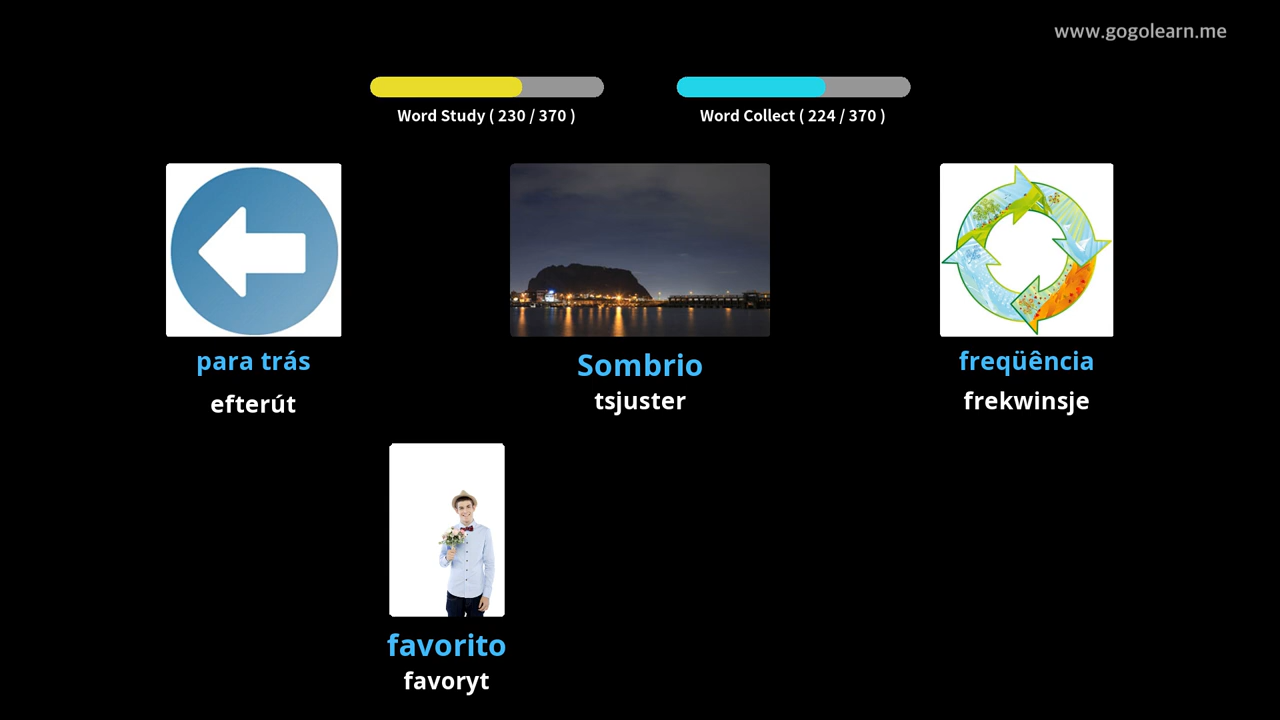 www.gogolearn.me
Word Study ( 230 / 370 )
Word Collect ( 224 / 370 )
para trás
efterút
Sombrio
tsjuster
freqüência
frekwinsje
favorito
favoryt